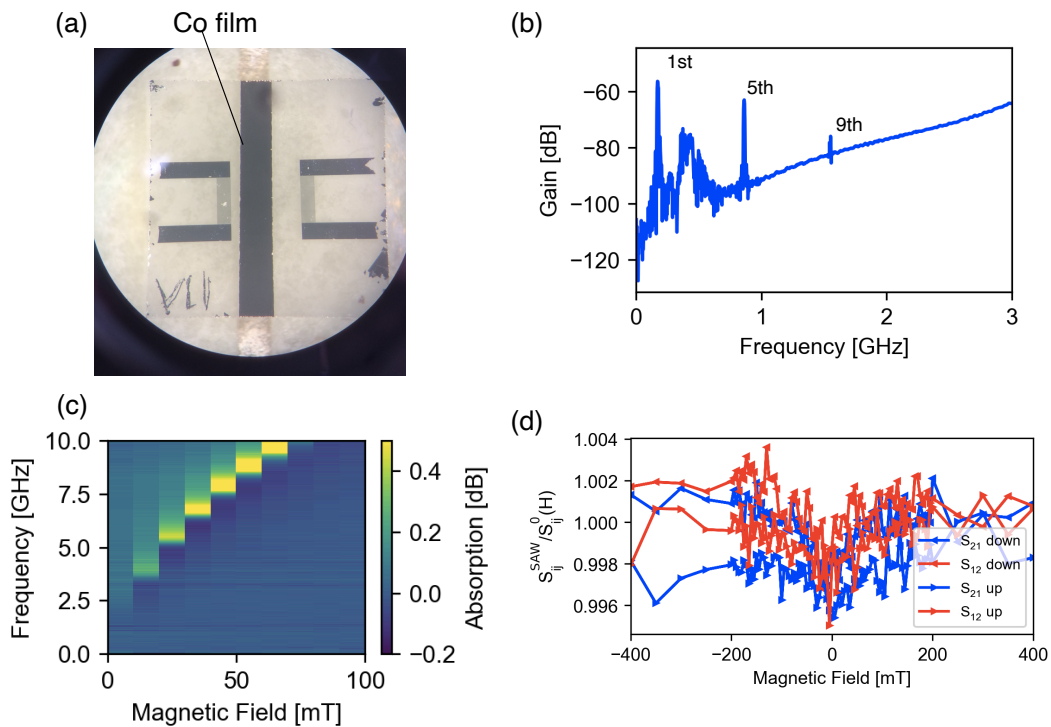 (a)
Co film
VII
(b)
1st
5th
9th
−60
−80
−100
−120
0
1
2
3
Gain [dB]
Frequency [GHz]
(c)
10.0
7.5
5.0
2.5
0.0
0
50
100
Frequency [GHz]
Magnetic Field [mT]
0.4
0.2
0.0
−0.2
Absorption [dB]
(d)
1.004
1.002
1.000
0.998
0.996
−400
−200
0
200
400
S_ij^SAW/S_ij^0(H)
Magnetic Field [mT]
S₂₁ down
S₁₂ down
S₂₁ up
S₁₂ up